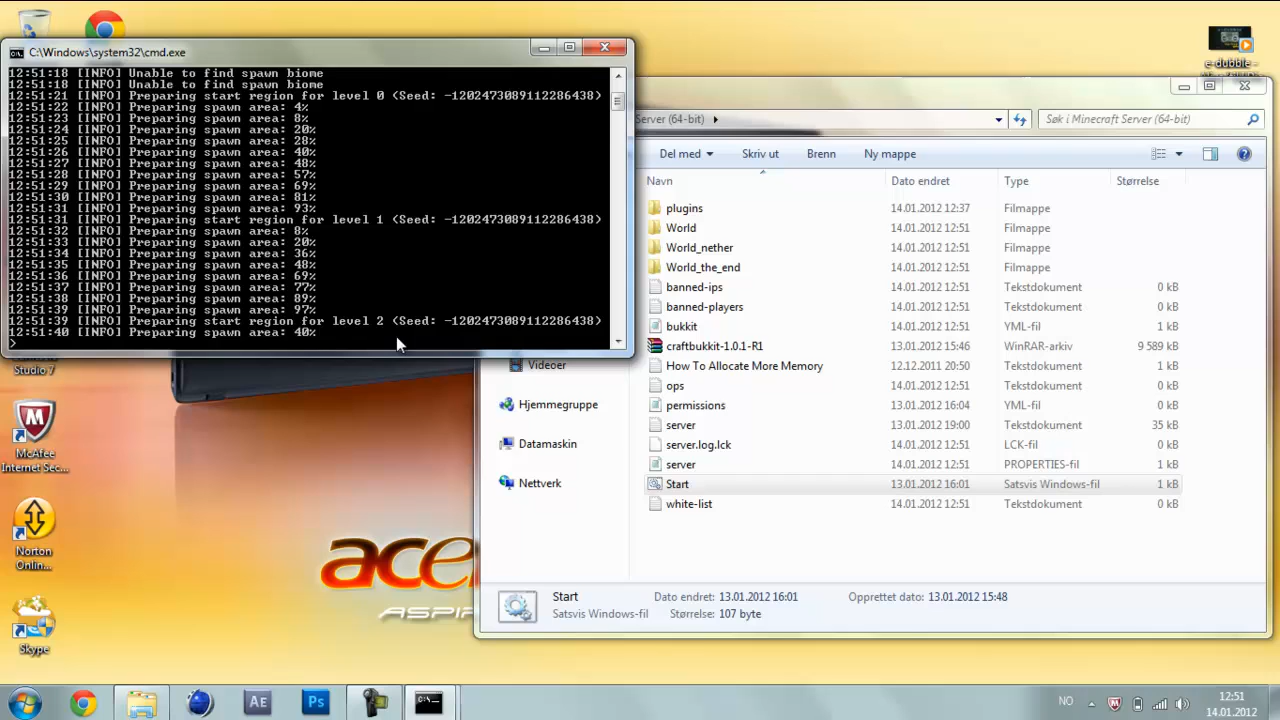 C:\Windows\system32\cmd.exe
12:51:18 [INFO] Unable to find spawn biome
12:51:18 [INFO] Unable to find spawn biome
12:51:21 [INFO] Preparing start region for level 0 (Seed: -1202473089112286438)
12:51:22 [INFO] Preparing spawn area: 4%
12:51:23 [INFO] Preparing spawn area: 8%
12:51:24 [INFO] Preparing spawn area: 20%
12:51:25 [INFO] Preparing spawn area: 28%
12:51:26 [INFO] Preparing spawn area: 40%
12:51:27 [INFO] Preparing spawn area: 48%
12:51:28 [INFO] Preparing spawn area: 57%
12:51:29 [INFO] Preparing spawn area: 69%
12:51:30 [INFO] Preparing spawn area: 81%
12:51:31 [INFO] Preparing spawn area: 93%
12:51:31 [INFO] Preparing start region for level 1 (Seed: -1202473089112286438)
12:51:32 [INFO] Preparing spawn area: 8%
12:51:33 [INFO] Preparing spawn area: 20%
12:51:34 [INFO] Preparing spawn area: 36%
12:51:35 [INFO] Preparing spawn area: 48%
12:51:36 [INFO] Preparing spawn area: 69%
12:51:37 [INFO] Preparing spawn area: 77%
12:51:38 [INFO] Preparing spawn area: 89%
12:51:39 [INFO] Preparing spawn area: 97%
12:51:39 [INFO] Preparing start region for level 2 (Seed: -1202473089112286438)
12:51:40 [INFO] Preparing spawn area: 40%
>
e-dubble -
Server (64-bit)
Søk i Minecraft Server (64-bit)
Del med Skriv ut Brenn Ny mappe
Navn Dato endret Type Størrelse
plugins 14.01.2012 12:37 Filmappe
World 14.01.2012 12:51 Filmappe
World_nether 14.01.2012 12:51 Filmappe
World_the_end 14.01.2012 12:51 Filmappe
banned-ips 14.01.2012 12:51 Tekstdokument 0 kB
banned-players 14.01.2012 12:51 Tekstdokument 0 kB
bukkit 14.01.2012 12:51 YML-fil 1 kB
craftbukkit-1.0.1-R1 13.01.2012 15:46 WinRAR-arkiv 9 589 kB
How To Allocate More Memory 12.12.2011 20:50 Tekstdokument 1 kB
ops 14.01.2012 12:51 Tekstdokument 0 kB
permissions 13.01.2012 16:04 YML-fil 0 kB
server 13.01.2012 19:00 Tekstdokument 35 kB
server.log.lck 14.01.2012 12:51 LCK-fil 0 kB
server 14.01.2012 12:51 PROPERTIES-fil 1 kB
Start 13.01.2012 16:01 Satsvis Windows-fil 1 kB
white-list 14.01.2012 12:51 Tekstdokument 0 kB
Videoer
Hjemmegruppe
Datamaskin
Nettverk
Start Dato endret: 13.01.2012 16:01 Opprettet dato: 13.01.2012 15:48
Satsvis Windows-fil Størrelse: 107 byte
Studio 7
McAfee
Internet Sec...
Norton
Online...
Skype
acer
ASPIR
Ae
Ps
NO
12:51
14.01.2012